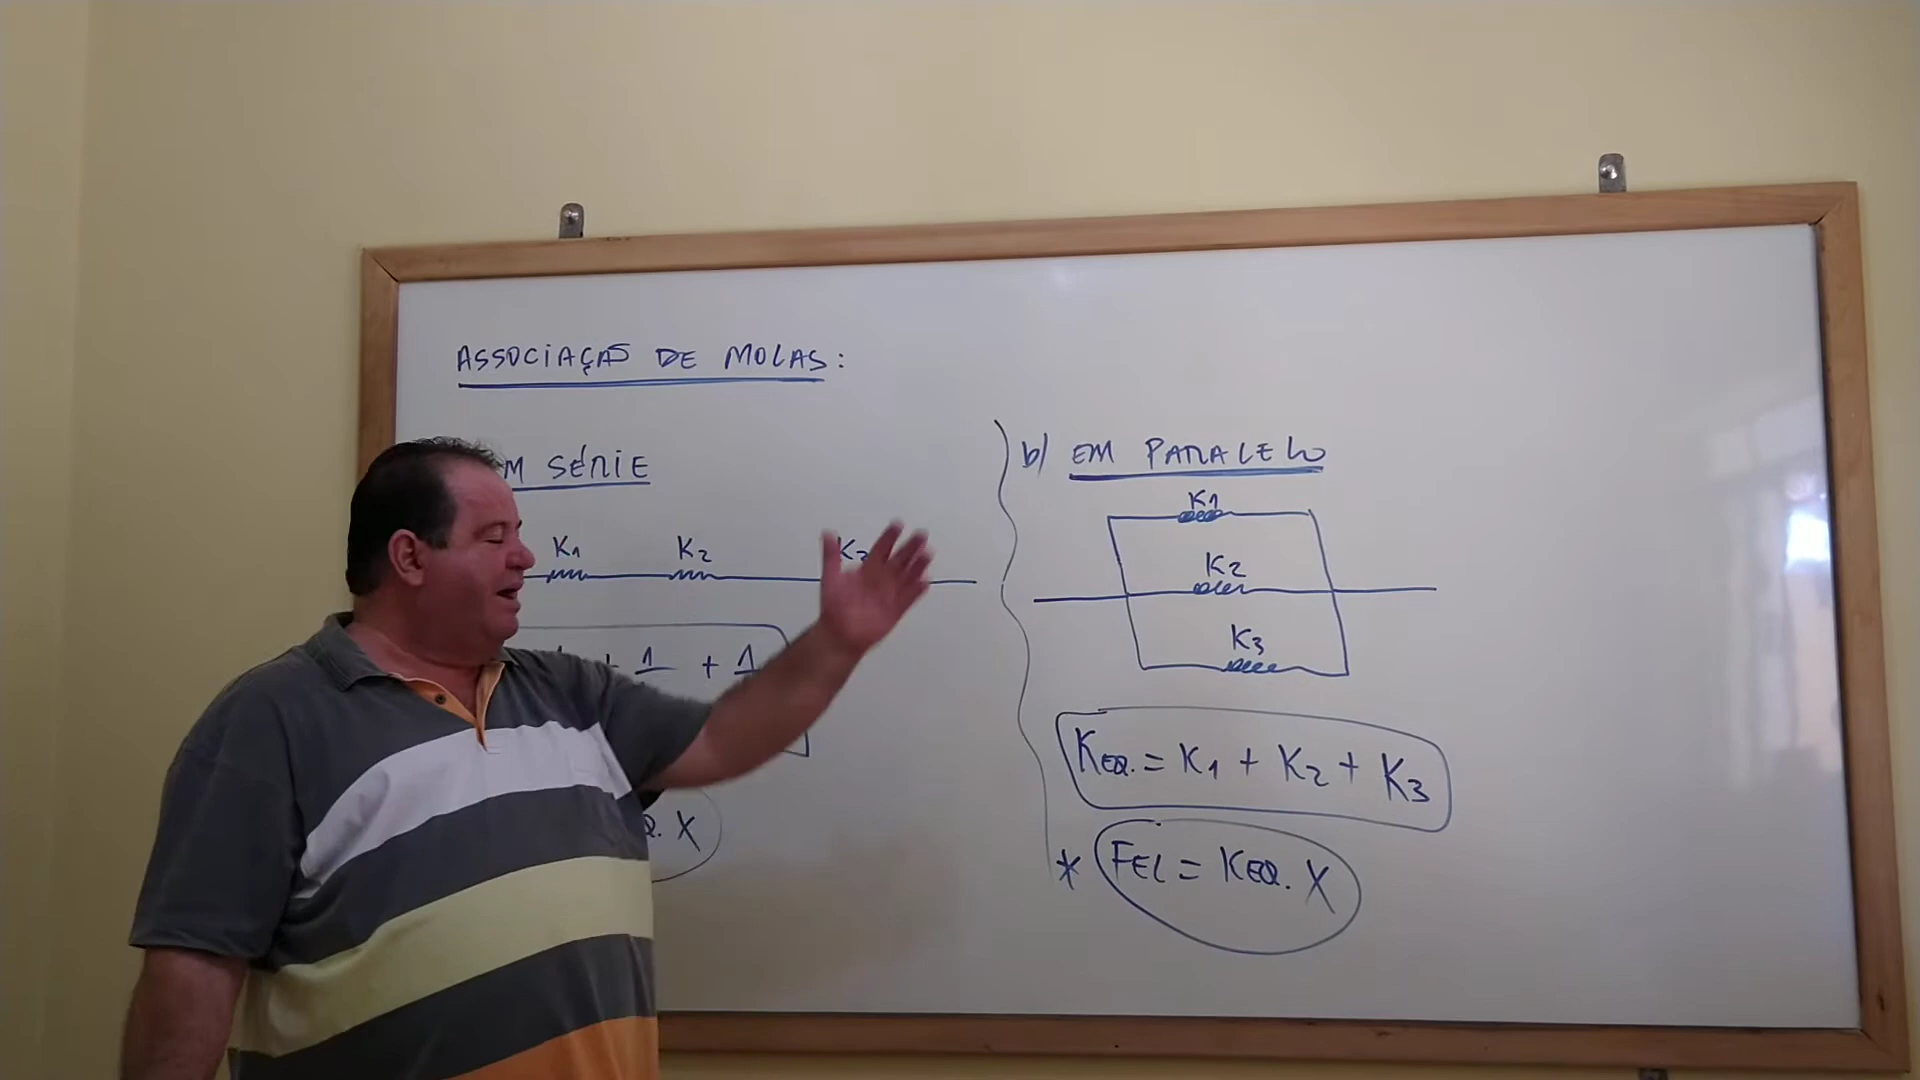 ASSOCIAÇÃO DE MOLAS:
M SÉRIE
K1 K2
+ 1 + 1
Q. X
b) EM PARALELO
K1
K2
K3
KEQ. = K1 + K2 + K3
* FEL = KEQ. X